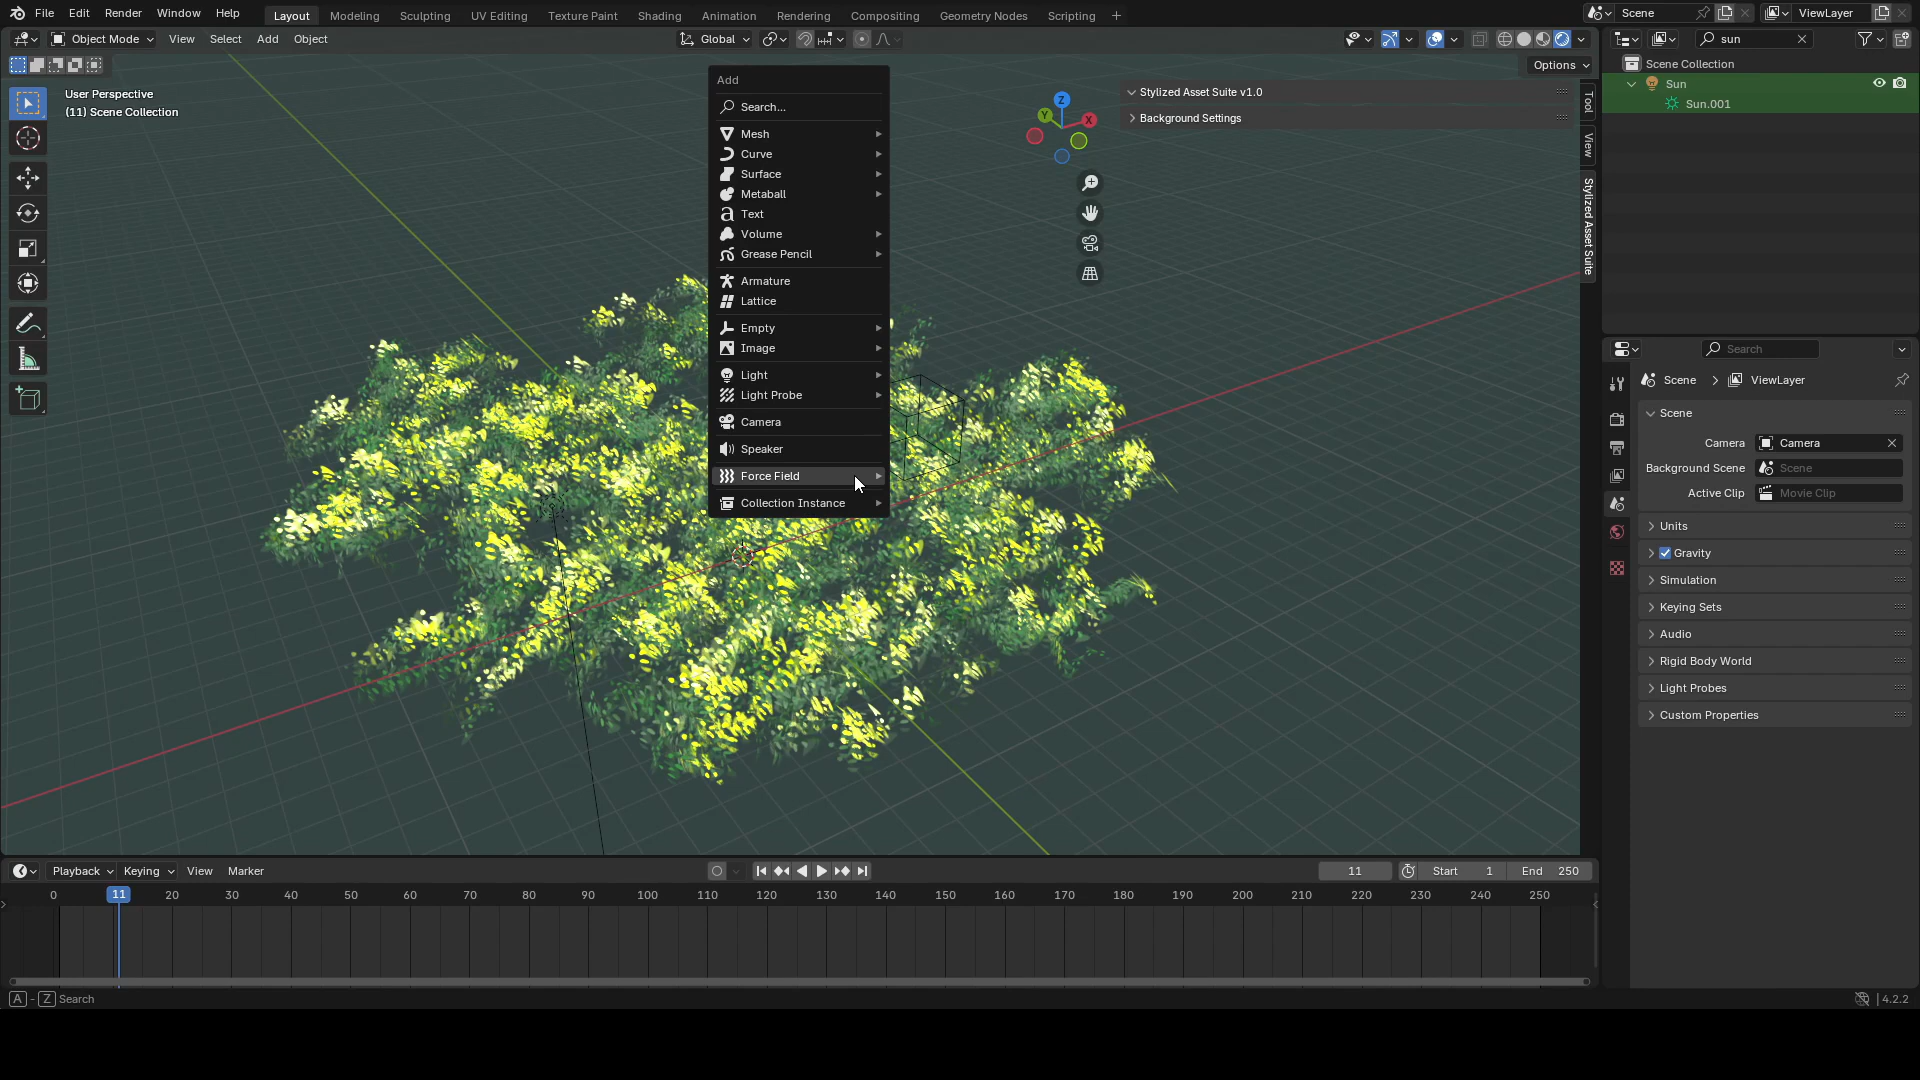 File Edit Render Window Help Layout Modeling Sculpting UV Editing Texture Paint Shading Animation Rendering Compositing Geometry Nodes Scripting + Scene ViewLayer
Object Mode View Select Add Object Global sun
Options
User Perspective
(11) Scene Collection
Add
Search...
Mesh
Curve
Surface
Metaball
Text
Volume
Grease Pencil
Armature
Lattice
Empty
Image
Light
Light Probe
Camera
Speaker
Force Field
Collection Instance
Z
Y
X
Stylized Asset Suite v1.0
Background Settings
Tool
View
Stylized Asset Suite
Scene Collection
Sun
Sun.001
Search
Scene > ViewLayer
Scene
Camera Camera
Background Scene Scene
Active Clip Movie Clip
Units
Gravity
Simulation
Keying Sets
Audio
Rigid Body World
Light Probes
Custom Properties
Playback Keying View Marker 11 Start 1 End 250
0 11 20 30 40 50 60 70 80 90 100 110 120 130 140 150 160 170 180 190 200 210 220 230 240 250
A - Z Search 4.2.2